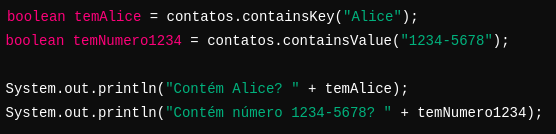 boolean temAlice = contatos.containsKey("Alice");
boolean temNumero1234 = contatos.containsValue("1234-5678");
System.out.println("Contém Alice? " + temAlice);
System.out.println("Contém número 1234-5678? " + temNumero1234);